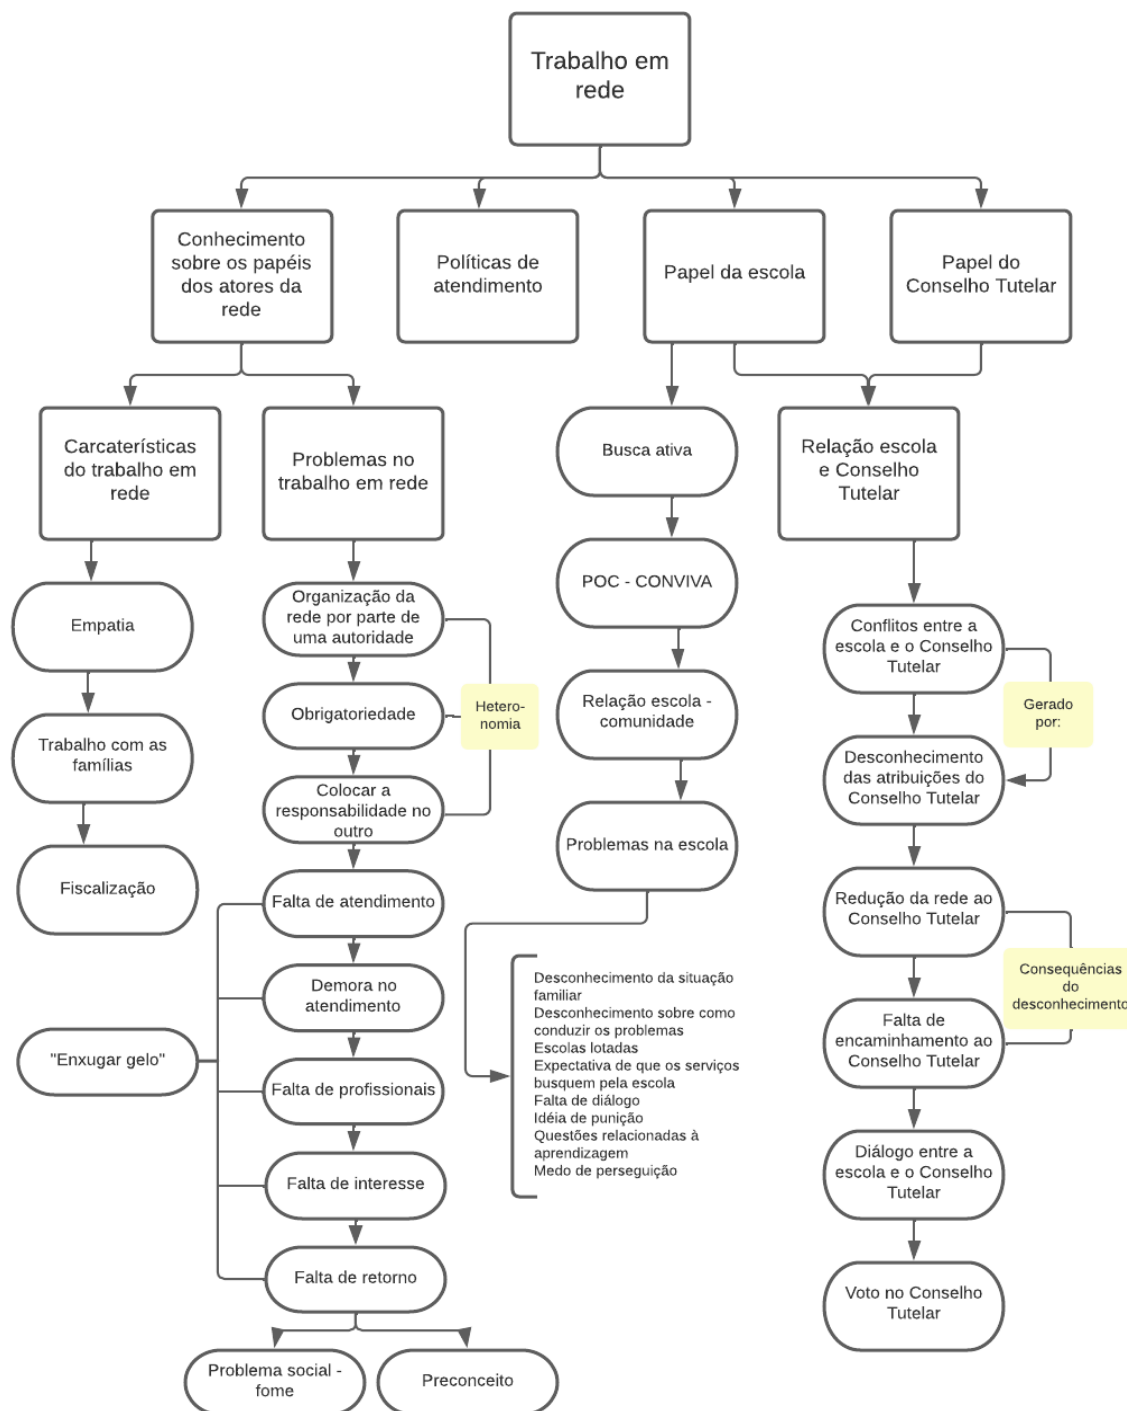 Trabalho em
rede
Conhecimento
sobre os papéis
dos atores da
rede
Políticas de
atendimento
Papel da escola
Papel do
Conselho Tutelar
Carcaterísticas
do trabalho em
rede
Problemas no
trabalho em rede
Busca ativa
Relação escola
e Conselho
Tutelar
Empatia
Trabalho com as
famílias
Fiscalização
Organização da
rede por parte de
uma autoridade
Obrigatoriedade
Colocar a
responsabilidade no
outro
Hetero-
nomia
Falta de atendimento
Demora no
atendimento
Falta de profissionais
Falta de interesse
Falta de retorno
"Enxugar gelo"
Problema social -
fome
Preconceito
POC - CONVIVA
Relação escola -
comunidade
Problemas na escola
Desconhecimento da situação
familiar
Desconhecimento sobre como
conduzir os problemas
Escolas lotadas
Expectativa de que os serviços
busquem pela escola
Falta de diálogo
Idéia de punição
Questões relacionadas à
aprendizagem
Medo de perseguição
Conflitos entre a
escola e o Conselho
Tutelar
Gerado
por:
Desconhecimento
das atribuições do
Conselho Tutelar
Redução da rede ao
Conselho Tutelar
Consequências
do
desconhecimento
Falta de
encaminhamento ao
Conselho Tutelar
Diálogo entre a
escola e o Conselho
Tutelar
Voto no Conselho
Tutelar